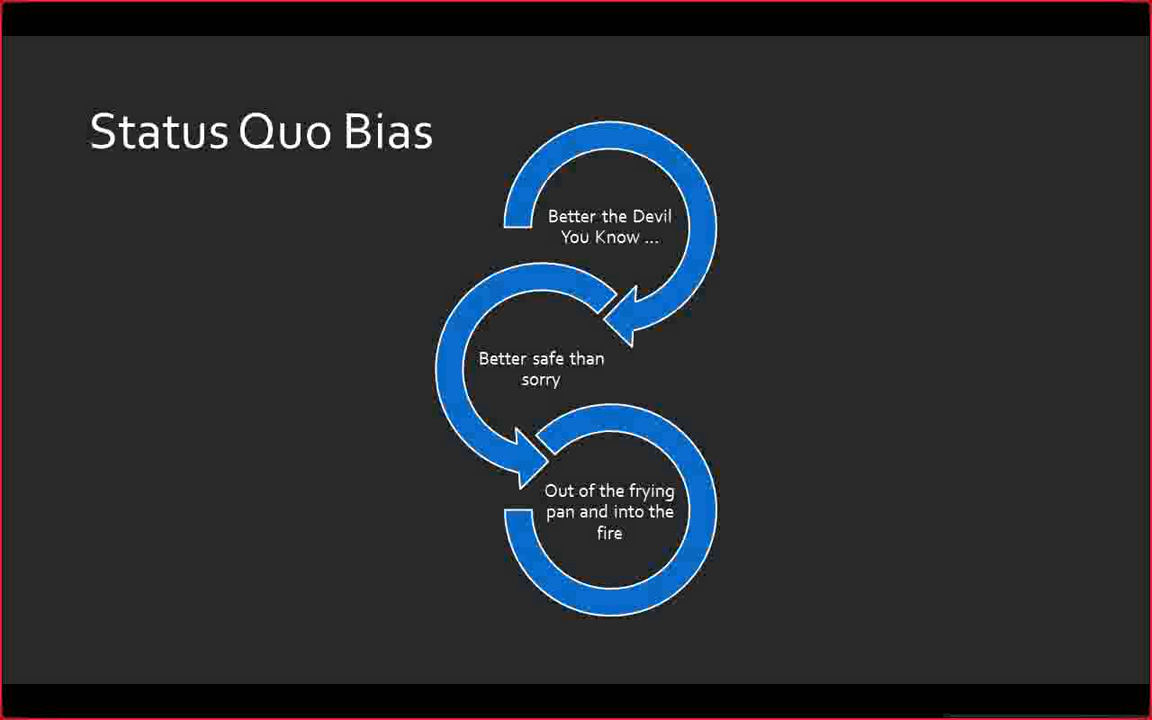 Status Quo Bias
Better the Devil
You Know ...
Better safe than
sorry
Out of the frying
pan and into the
fire